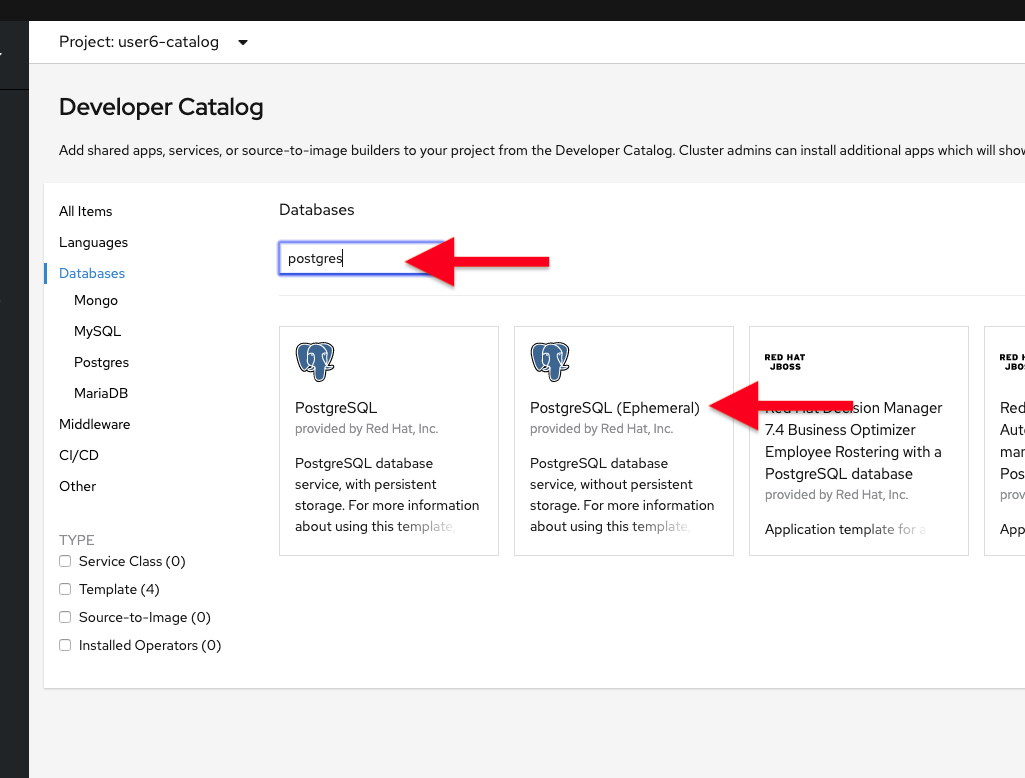 Project: user6-catalog
Developer Catalog
Add shared apps, services, or source-to-image builders to your project from the Developer Catalog. Cluster admins can install additional apps which will show
All Items
Languages
Databases
Mongo
MySQL
Postgres
MariaDB
Middleware
CI/CD
Other
TYPE
Service Class (0)
Template (4)
Source-to-Image (0)
Installed Operators (0)
Databases
postgres
PostgreSQL
provided by Red Hat, Inc.
PostgreSQL database
service, with persistent
storage. For more information
about using this template,
PostgreSQL (Ephemeral)
provided by Red Hat, Inc.
PostgreSQL database
service, without persistent
storage. For more information
about using this template,
RED HAT
JBOSS
Red Hat Decision Manager
7.4 Business Optimizer
Employee Rostering with a
PostgreSQL database
provided by Red Hat, Inc.
Application template for a
RED H
JBO
Red
Aut
mar
Pos
prov
App